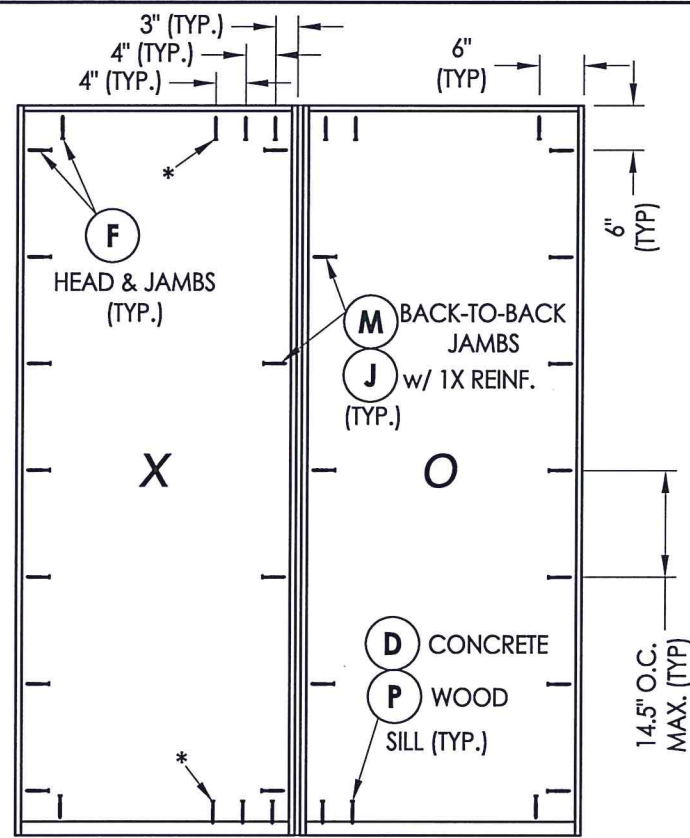 3" (TYP.)
4" (TYP.)
4" (TYP.)
6"
(TYP)
*
6"
(TYP)
F
HEAD & JAMBS
(TYP.)
M BACK-TO-BACK
JAMBS
J w/ 1X REINF.
(TYP.)
X
O
D CONCRETE
P WOOD
SILL (TYP.)
14.5" O.C.
MAX. (TYP)
*